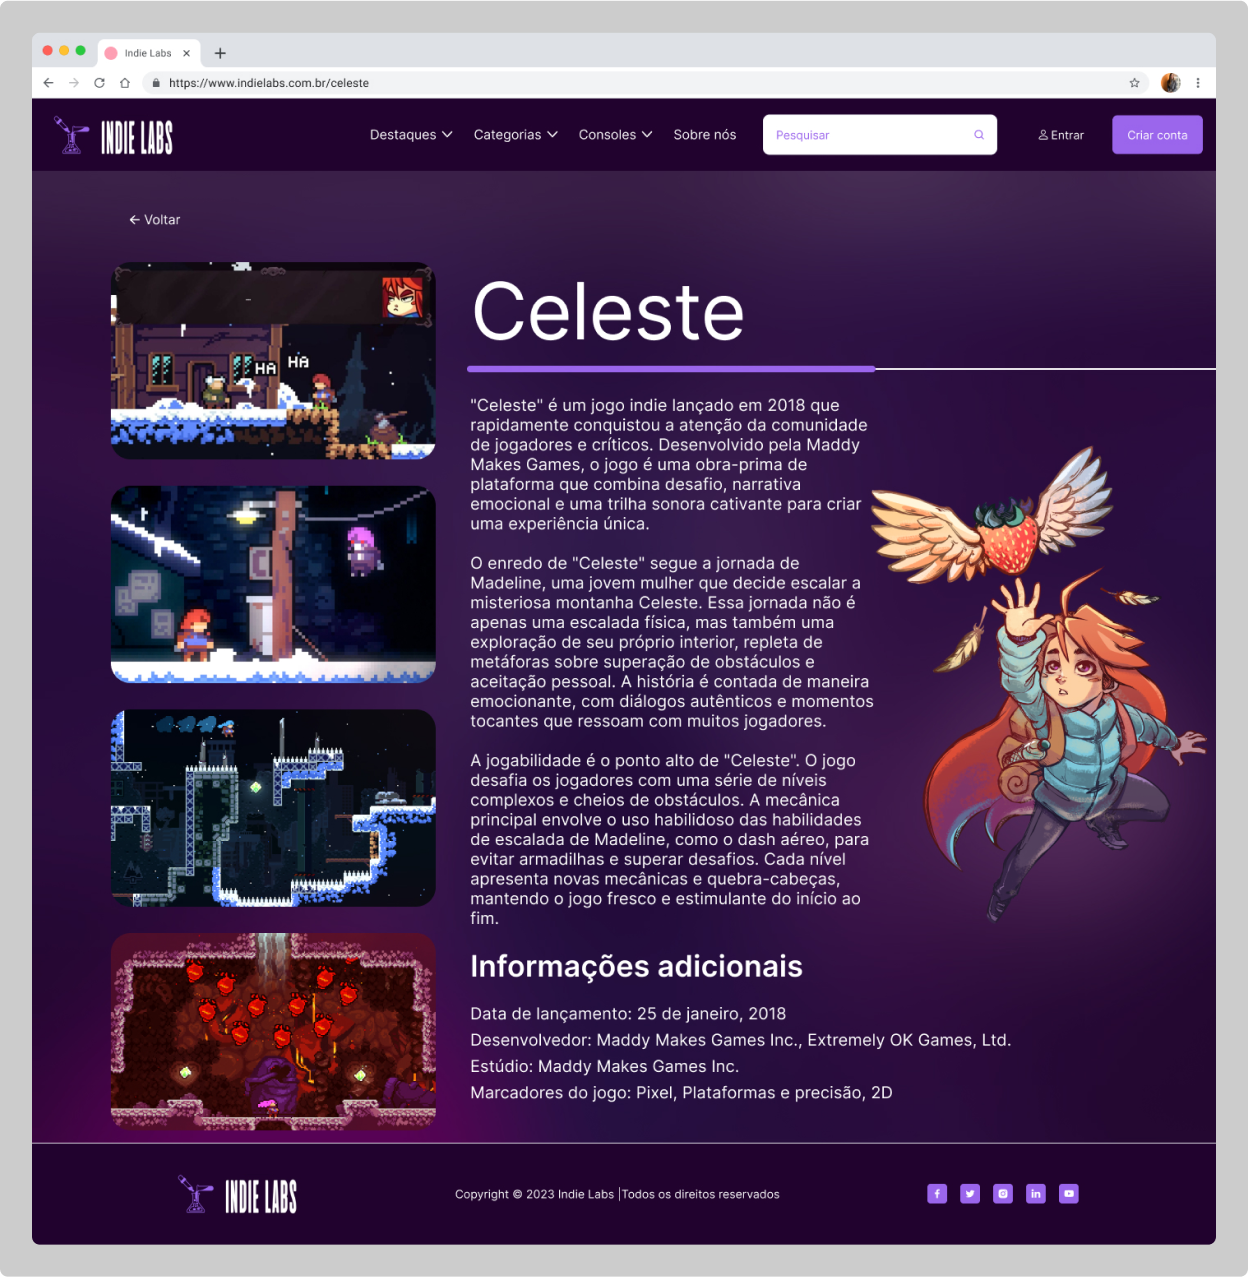 Indie Labs
https://www.indielabs.com.br/celeste
INDIE LABS
Destaques
Categorias
Consoles
Sobre nós
Pesquisar
Entrar
Criar conta
Voltar
HA HA
Celeste
"Celeste" é um jogo indie lançado em 2018 que
rapidamente conquistou a atenção da comunidade
de jogadores e críticos. Desenvolvido pela Maddy
Makes Games, o jogo é uma obra-prima de
plataforma que combina desafio, narrativa
emocional e uma trilha sonora cativante para criar
uma experiência única.
O enredo de "Celeste" segue a jornada de
Madeline, uma jovem mulher que decide escalar a
misteriosa montanha Celeste. Essa jornada não é
apenas uma escalada física, mas também uma
exploração de seu próprio interior, repleta de
metáforas sobre superação de obstáculos e
aceitação pessoal. A história é contada de maneira
emocionante, com diálogos autênticos e momentos
tocantes que ressoam com muitos jogadores.
A jogabilidade é o ponto alto de "Celeste". O jogo
desafia os jogadores com uma série de níveis
complexos e cheios de obstáculos. A mecânica
principal envolve o uso habilidoso das habilidades
de escalada de Madeline, como o dash aéreo, para
evitar armadilhas e superar desafios. Cada nível
apresenta novas mecânicas e quebra-cabeças,
mantendo o jogo fresco e estimulante do início ao
fim.
Informações adicionais
Data de lançamento: 25 de janeiro, 2018
Desenvolvedor: Maddy Makes Games Inc., Extremely OK Games, Ltd.
Estúdio: Maddy Makes Games Inc.
Marcadores do jogo: Pixel, Plataformas e precisão, 2D
INDIE LABS
Copyright © 2023 Indie Labs |Todos os direitos reservados